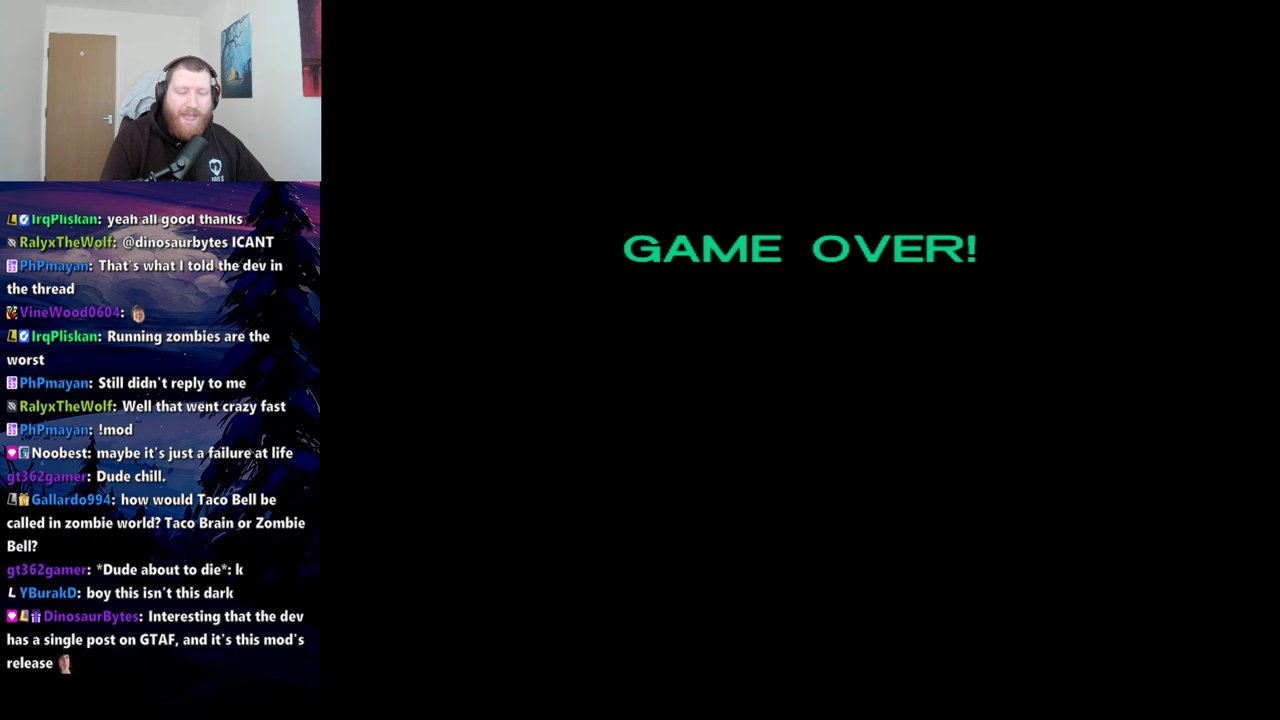 IrqPliskan: yeah all good thanks
RalyxTheWolf: @dinosaurbytes ICANT
PhPmayan: That's what I told the dev in
the thread
VineWood0604:
IrqPliskan: Running zombies are the
worst
PhPmayan: Still didn't reply to me
RalyxTheWolf: Well that went crazy fast
PhPmayan: !mod
Noobest: maybe it's just a failure at life
gt362gamer: Dude chill.
Gallardo994: how would Taco Bell be
called in zombie world? Taco Brain or Zombie
Bell?
gt362gamer: *Dude about to die*: k
YBurakD: boy this isn't this dark
DinosaurBytes: Interesting that the dev
has a single post on GTAF, and it's this mod's
release
GAME OVER!